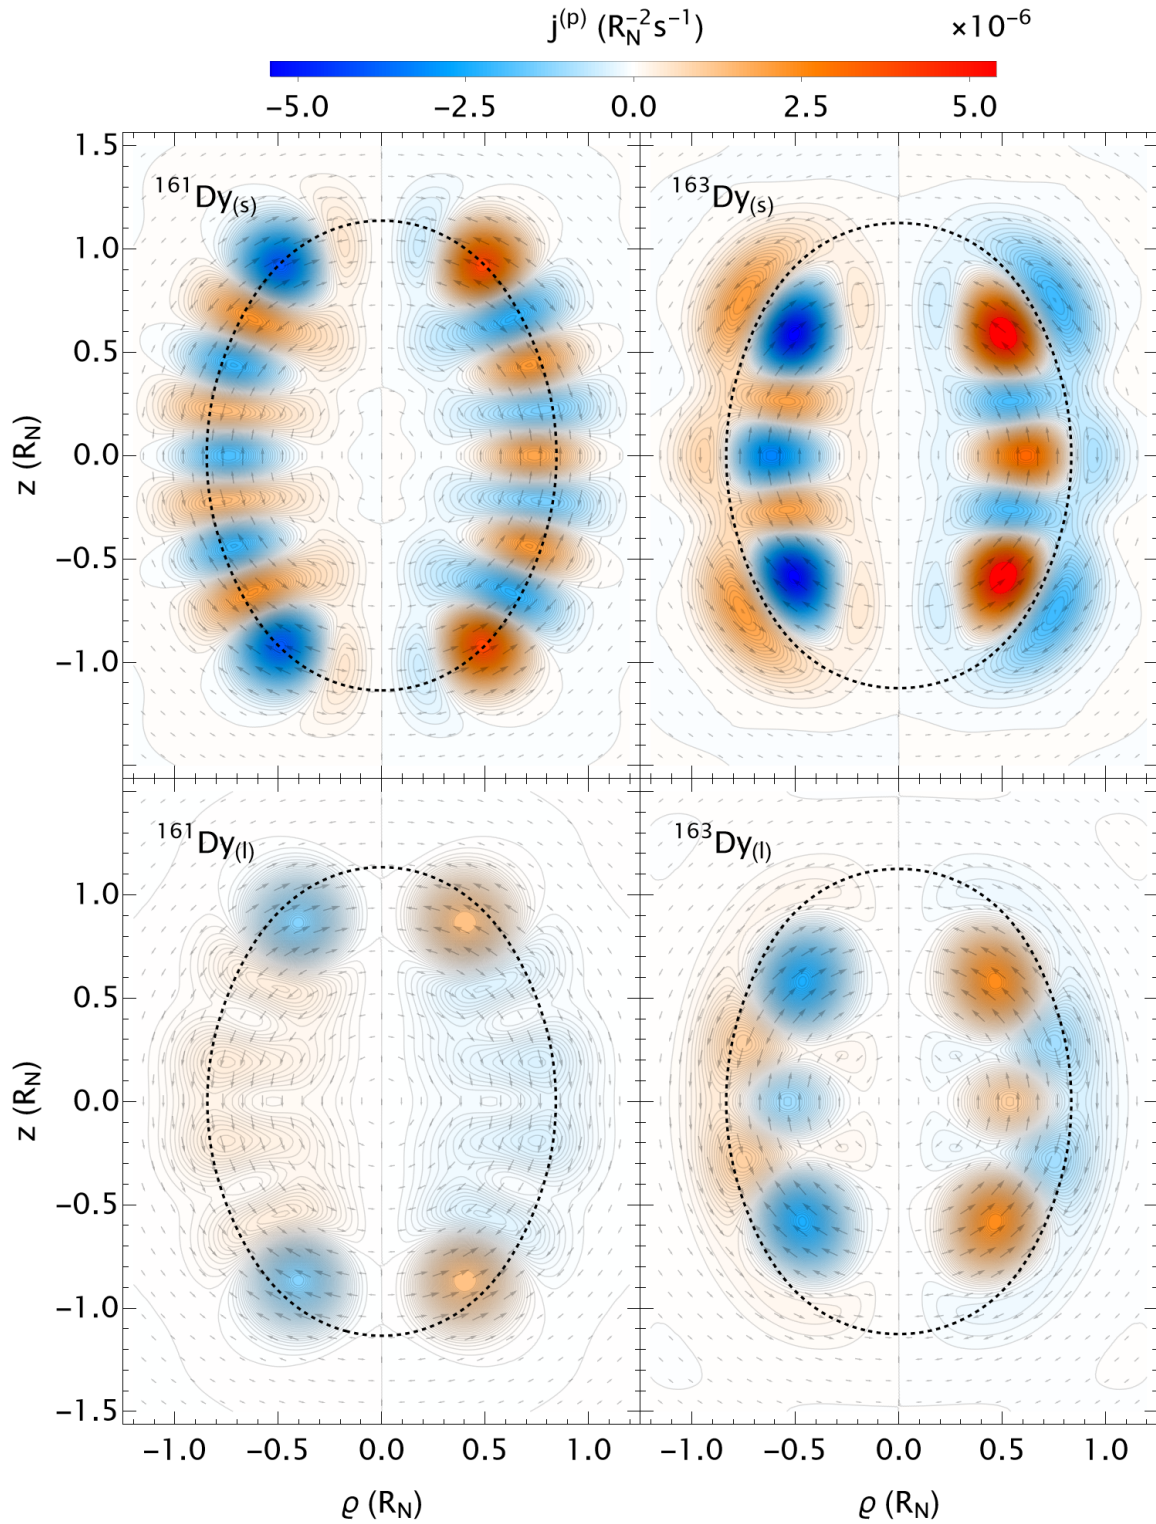 j⁽ᵖ⁾ (R_N⁻²s⁻¹) ×10⁻⁶
−5.0 −2.5 0.0 2.5 5.0
¹⁶¹Dy₍ₛ₎ ¹⁶³Dy₍ₛ₎
1.5
1.0
0.5
0.0
−0.5
−1.0
z (R_N)
¹⁶¹Dy₍ₗ₎ ¹⁶³Dy₍ₗ₎
1.0
0.5
0.0
−0.5
−1.0
−1.5
z (R_N)
−1.0 −0.5 0.0 0.5 1.0 −1.0 −0.5 0.0 0.5 1.0
ϱ (R_N) ϱ (R_N)